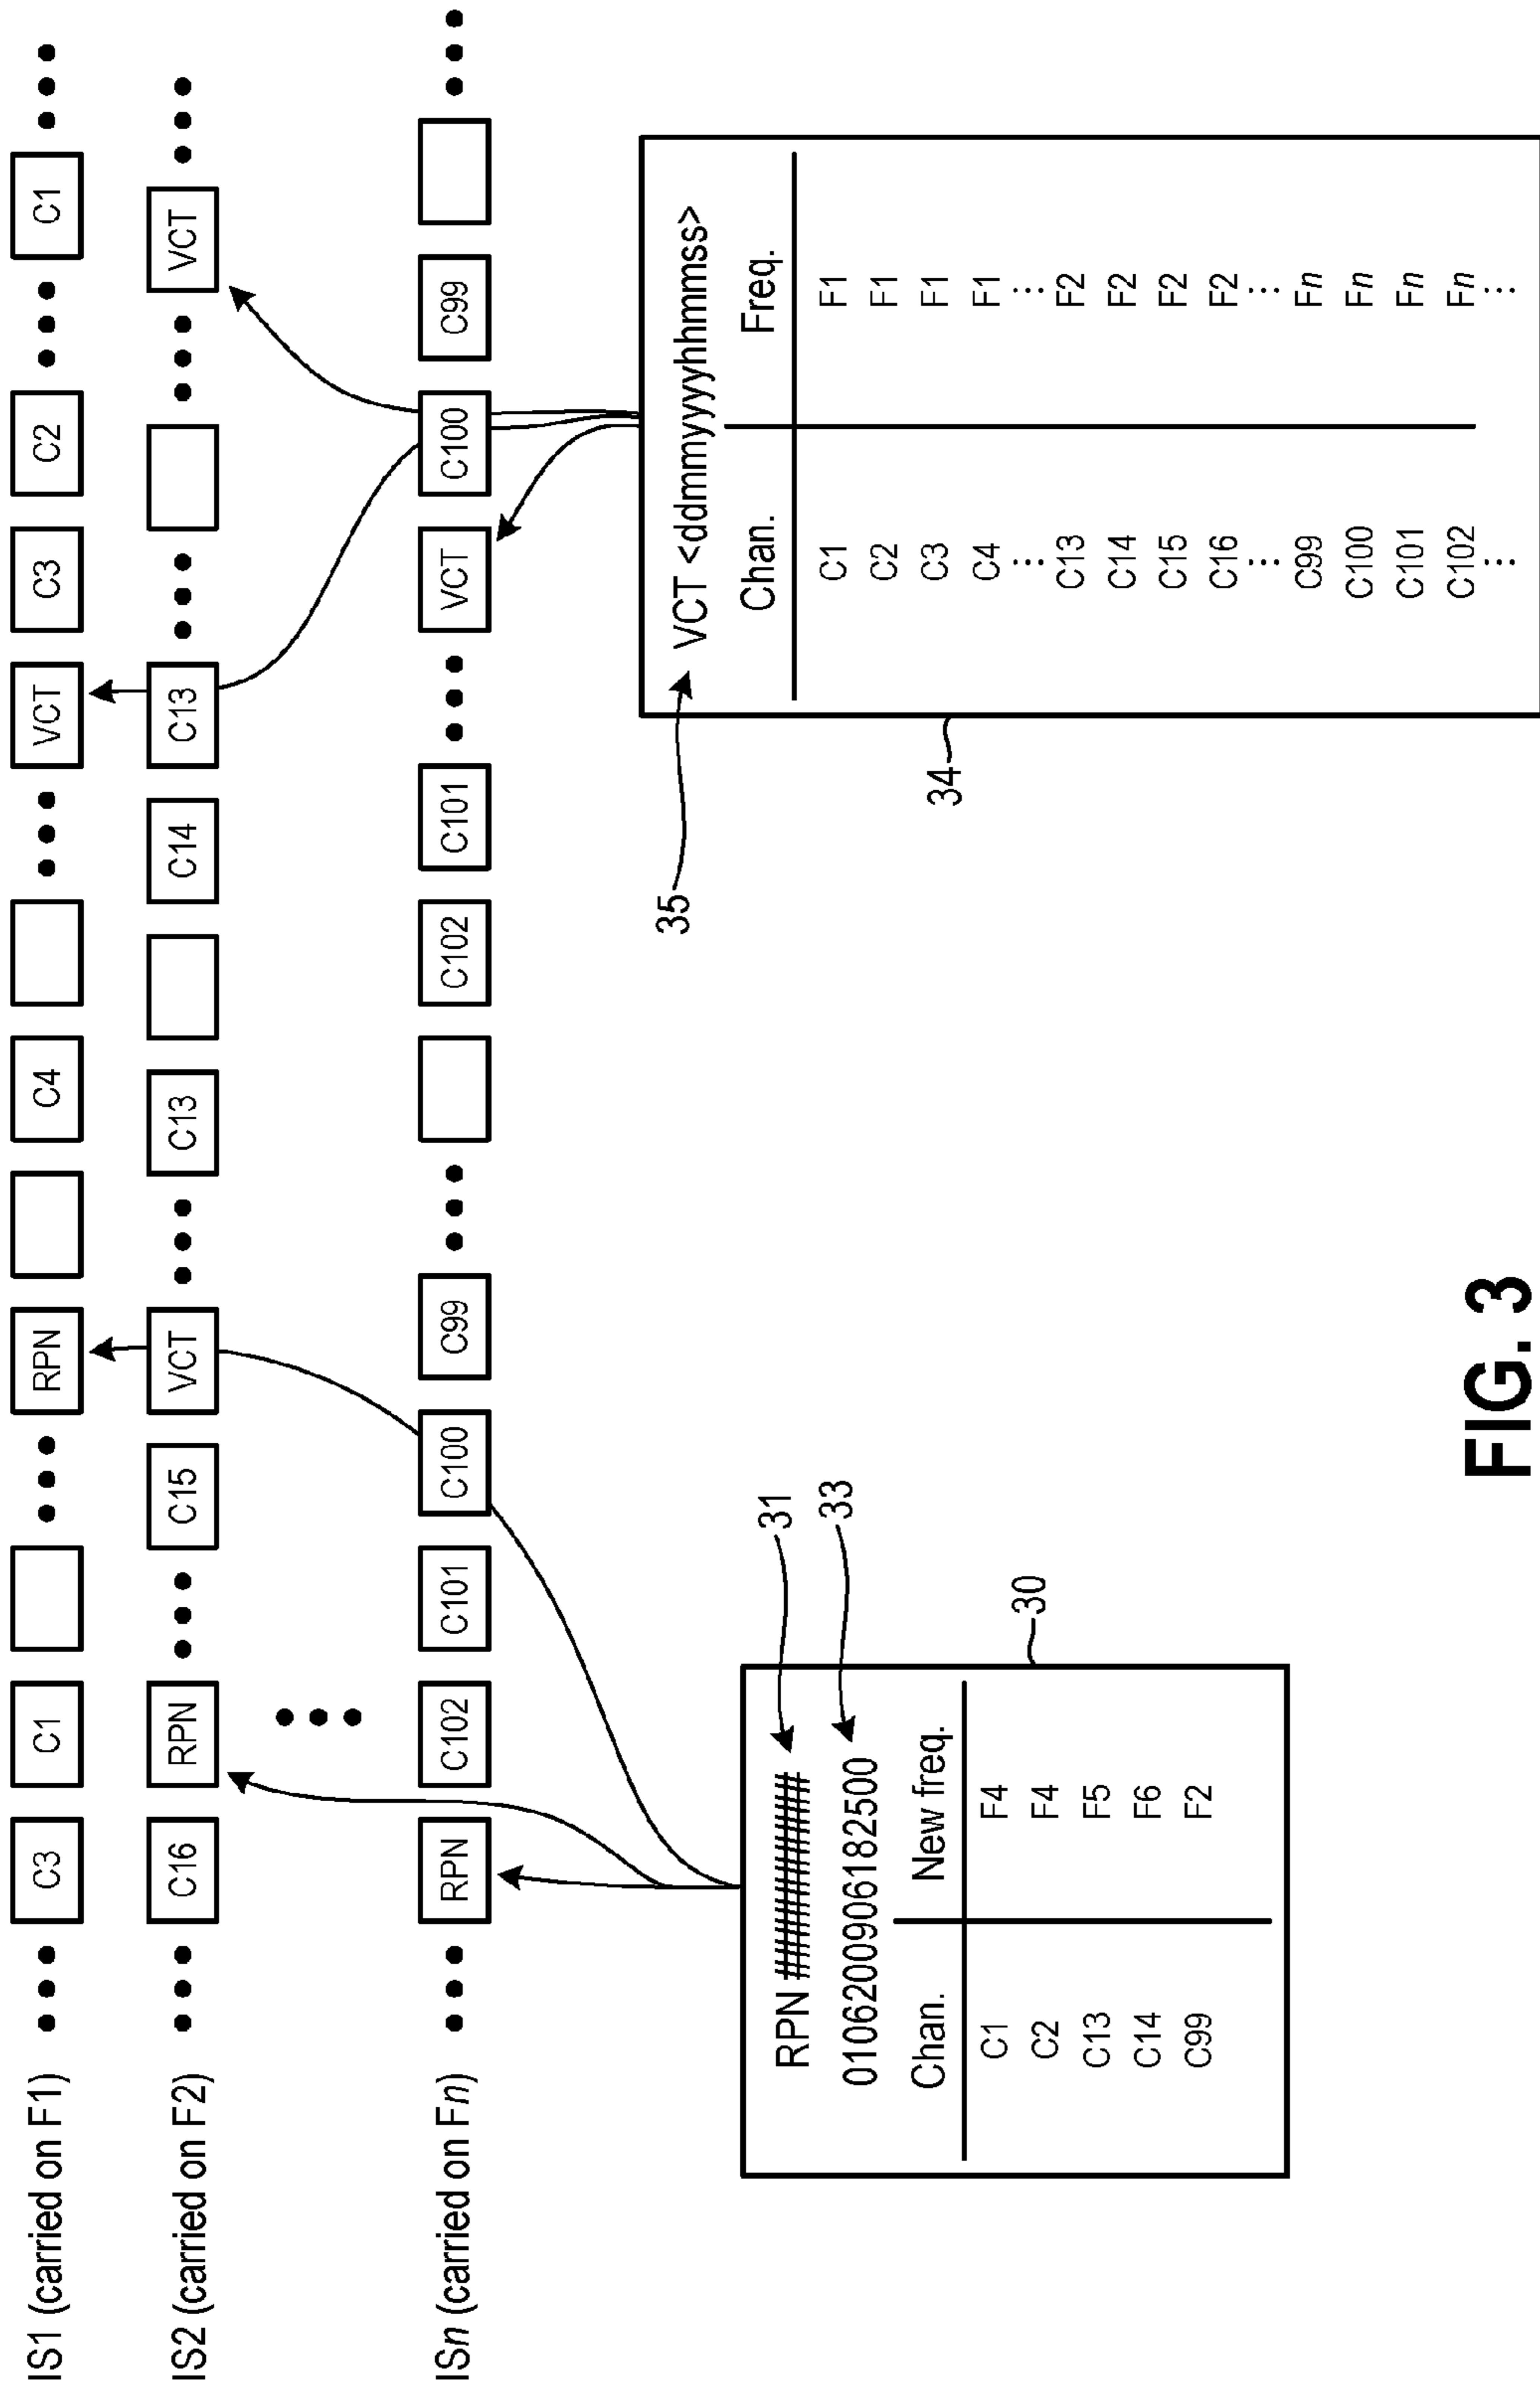 IS1 (carried on F1) ••• C3 C1 ••• RPN C4 ••• VCT C3 C2 ••• C1 •••
IS2 (carried on F2) ••• C16 RPN ••• C15 VCT ••• C13 C14 C13 ••• ••• VCT •••
•••
ISn (carried on Fn) ••• RPN C102 C101 C100 C99 ••• C102 C101 ••• VCT C100 C99 •••
RPN ##########
31
0106200906182500
33
Chan. New freq.
C1 F4
C2 F4
C13 F5
C14 F6
C99 F2
30
35
VCT <ddmmyyyyhhmmss>
Chan. Freq.
C1 F1
C2 F1
C3 F1
C4 F1
⋮ ⋮
C13 F2
C14 F2
C15 F2
C16 F2
⋮ ⋮
C99 Fn
C100 Fn
C101 Fn
C102 Fn
⋮ ⋮
34
FIG. 3